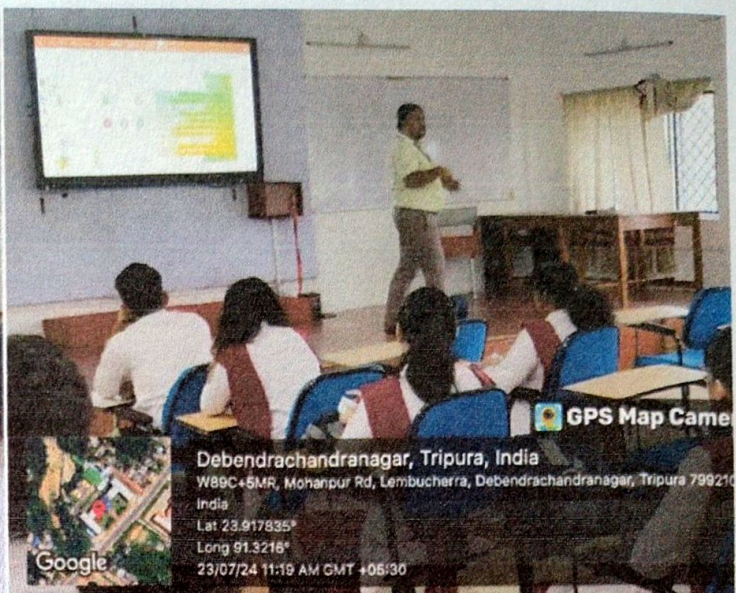 GPS Map Came
Debendrachandranagar, Tripura, India
W89C+5MR, Mohanpur Rd, Lembucherra, Debendrachandranagar, Tripura 799210
India
Lat 23.917835°
Long 91.3216°
23/07/24 11:19 AM GMT +05:30
Google